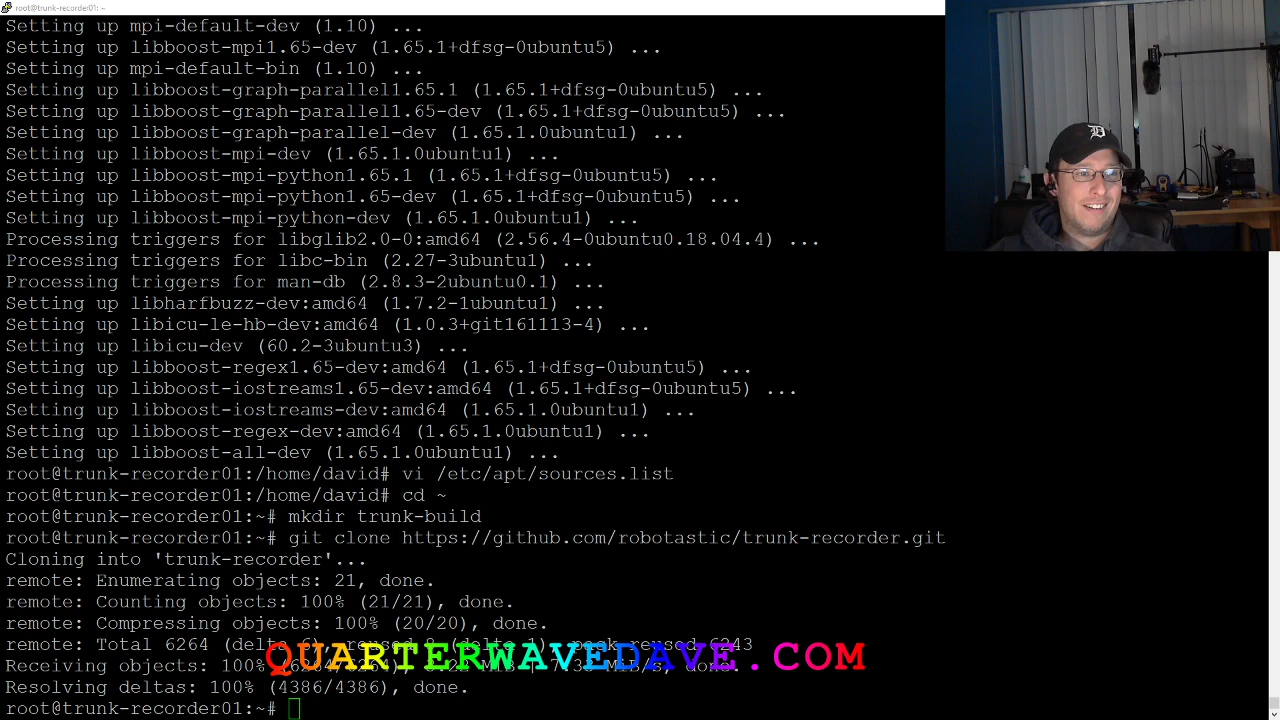 root@trunk-recorder01: ~
Setting up mpi-default-dev (1.10) ...
Setting up libboost-mpi1.65-dev (1.65.1+dfsg-0ubuntu5) ...
Setting up mpi-default-bin (1.10) ...
Setting up libboost-graph-parallel1.65.1 (1.65.1+dfsg-0ubuntu5) ...
Setting up libboost-graph-parallel1.65-dev (1.65.1+dfsg-0ubuntu5) ...
Setting up libboost-graph-parallel-dev (1.65.1.0ubuntu1) ...
Setting up libboost-mpi-dev (1.65.1.0ubuntu1) ...
Setting up libboost-mpi-python1.65.1 (1.65.1+dfsg-0ubuntu5) ...
Setting up libboost-mpi-python1.65-dev (1.65.1+dfsg-0ubuntu5) ...
Setting up libboost-mpi-python-dev (1.65.1.0ubuntu1) ...
Processing triggers for libglib2.0-0:amd64 (2.56.4-0ubuntu0.18.04.4) ...
Processing triggers for libc-bin (2.27-3ubuntu1) ...
Processing triggers for man-db (2.8.3-2ubuntu0.1) ...
Setting up libharfbuzz-dev:amd64 (1.7.2-1ubuntu1) ...
Setting up libicu-le-hb-dev:amd64 (1.0.3+git161113-4) ...
Setting up libicu-dev (60.2-3ubuntu3) ...
Setting up libboost-regex1.65-dev:amd64 (1.65.1+dfsg-0ubuntu5) ...
Setting up libboost-iostreams1.65-dev:amd64 (1.65.1+dfsg-0ubuntu5) ...
Setting up libboost-iostreams-dev:amd64 (1.65.1.0ubuntu1) ...
Setting up libboost-regex-dev:amd64 (1.65.1.0ubuntu1) ...
Setting up libboost-all-dev (1.65.1.0ubuntu1) ...
root@trunk-recorder01:/home/david# vi /etc/apt/sources.list
root@trunk-recorder01:/home/david# cd ~
root@trunk-recorder01:~# mkdir trunk-build
root@trunk-recorder01:~# git clone https://github.com/robotastic/trunk-recorder.git
Cloning into 'trunk-recorder'...
remote: Enumerating objects: 21, done.
remote: Counting objects: 100% (21/21), done.
remote: Compressing objects: 100% (20/20), done.
remote: Total 6264 (delta 6), reused (delta 1), pack-reused 6243
QUARTERWAVEDAVE.COM
Receiving objects: 100% done.
Resolving deltas: 100% (4386/4386), done.
root@trunk-recorder01:~#